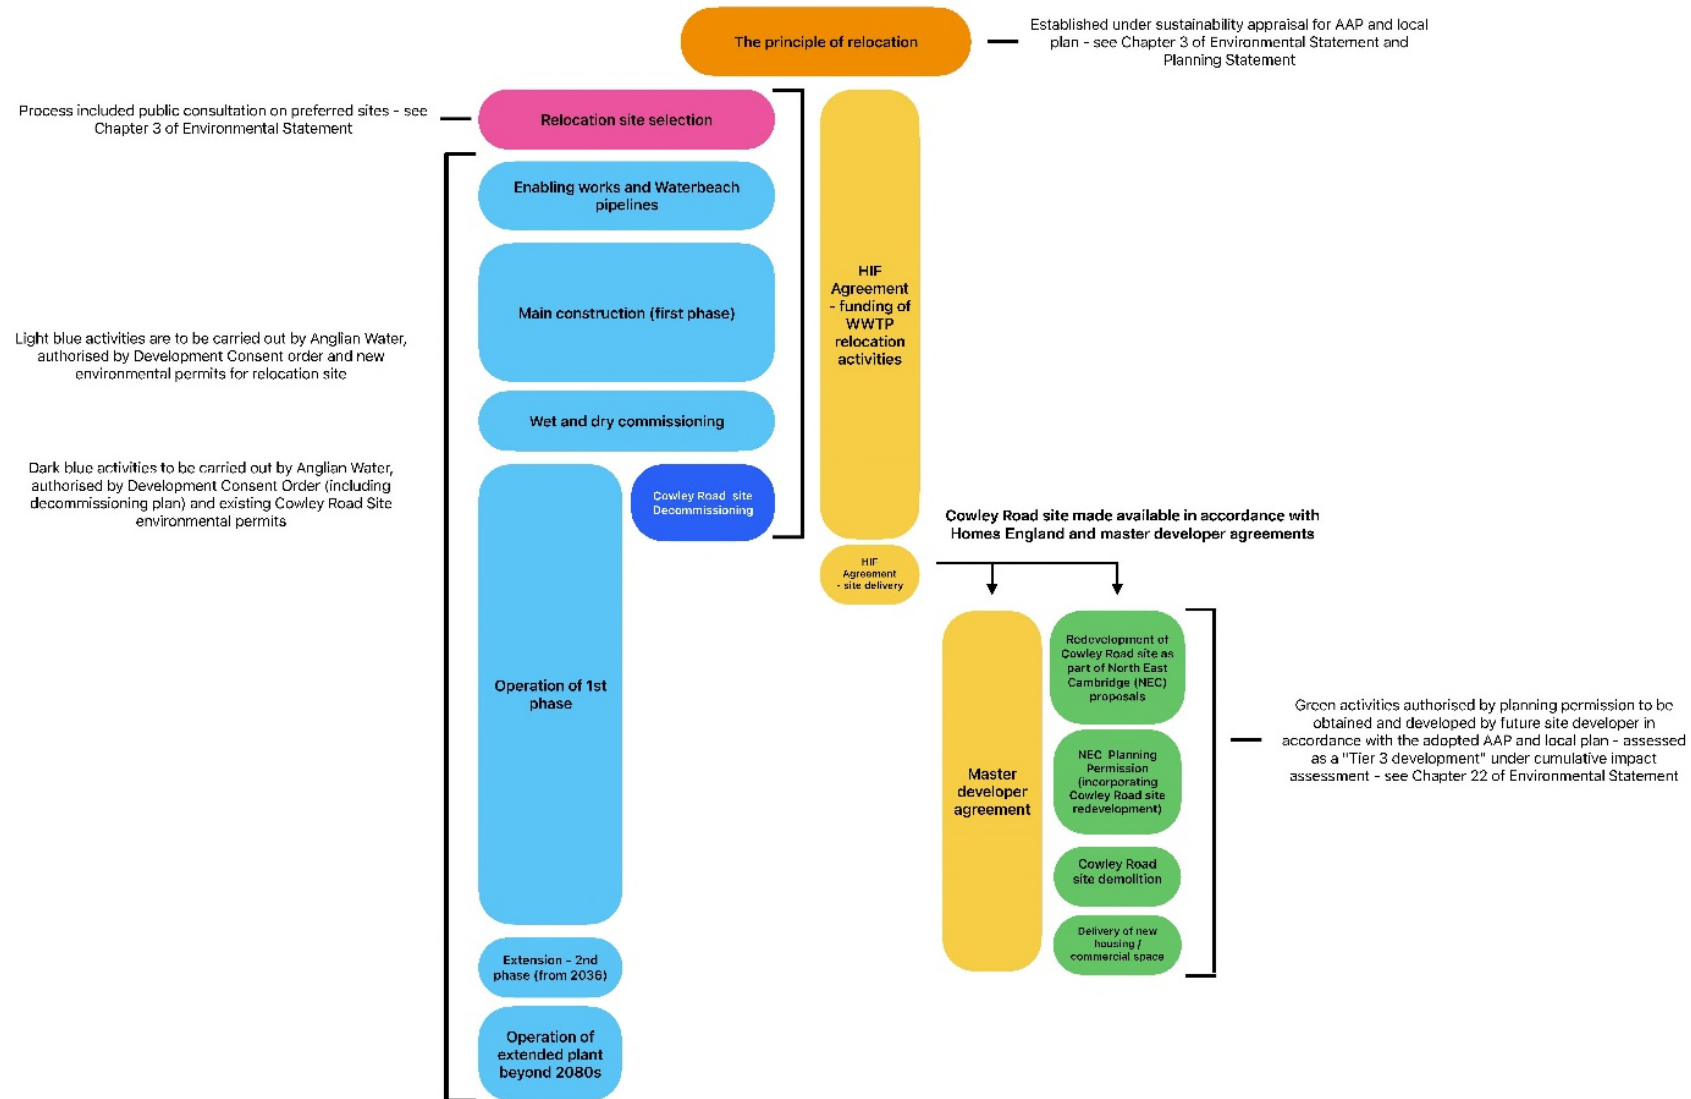 The principle of relocation
Established under sustainability appraisal for AAP and local
plan - see Chapter 3 of Environmental Statement and
Planning Statement
Process included public consultation on preferred sites - see
Chapter 3 of Environmental Statement
Relocation site selection
Enabling works and Waterbeach
pipelines
Main construction (first phase)
HIF
Agreement
- funding of
WWTP
relocation
activities
Light blue activities are to be carried out by Anglian Water,
authorised by Development Consent order and new
environmental permits for relocation site
Wet and dry commissioning
Dark blue activities to be carried out by Anglian Water,
authorised by Development Consent Order (including
decommissioning plan) and existing Cowley Road Site
environmental permits
Cowley Road site
Decommissioning
Cowley Road site made available in accordance with
Homes England and master developer agreements
HIF
Agreement
- site delivery
Operation of 1st
phase
Master
developer
agreement
Redevelopment of
Cowley Road site as
part of North East
Cambridge (NEC)
proposals
NEC Planning
Permission
(incorporating
Cowley Road site
redevelopment)
Cowley Road
site demolition
Delivery of new
housing /
commercial space
Green activities authorised by planning permission to be
obtained and developed by future site developer in
accordance with the adopted AAP and local plan - assessed
as a "Tier 3 development" under cumulative impact
assessment - see Chapter 22 of Environmental Statement
Extension - 2nd
phase (from 2036)
Operation of
extended plant
beyond 2080s